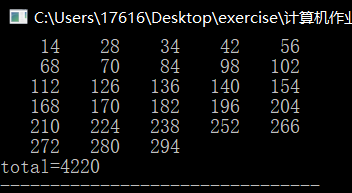 C:\Users\17616\Desktop\exercise\计算机作业
14 28 34 42 56
68 70 84 98 102
112 126 136 140 154
168 170 182 196 204
210 224 238 252 266
272 280 294
total=4220
--------------------------------